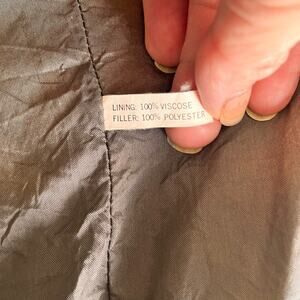 LINING: 100% VISCOSE
FILLER: 100% POLYESTER